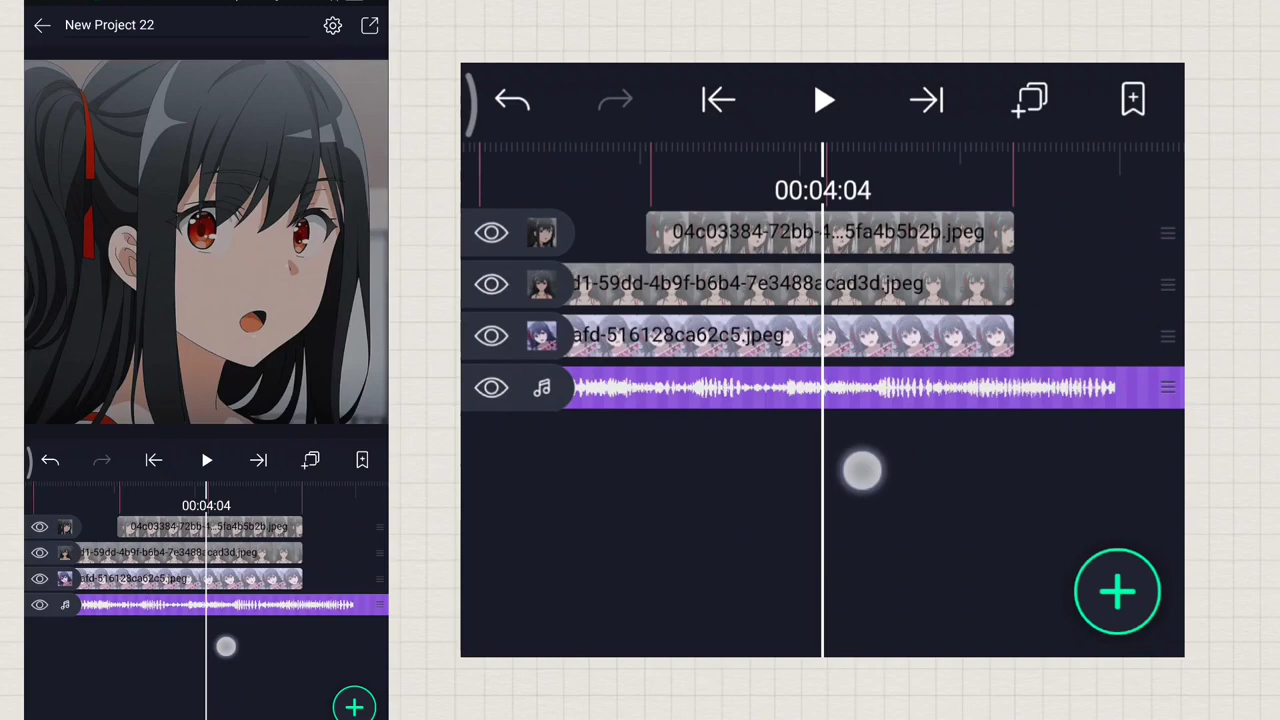 New Project 22
00:04:04
04c03384-72bb-4...5fa4b5b2b.jpeg
d1-59dd-4b9f-b6b4-7e3488acad3d.jpeg
afd-516128ca62c5.jpeg
00:04:04
04c03384-72bb-4...5fa4b5b2b.jpeg
d1-59dd-4b9f-b6b4-7e3488acad3d.jpeg
afd-516128ca62c5.jpeg